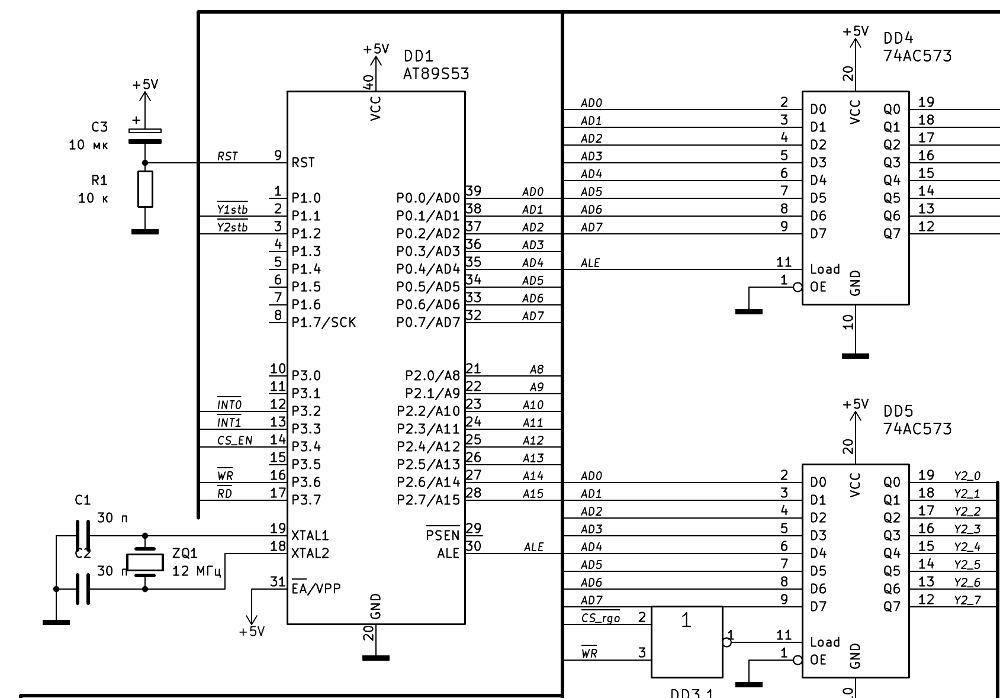 +5V
DD1
AT89S53
40
VCC
+5V
+
C3
10 мк
R1
10 к
RST 9 RST
1 P1.0
Y1stb 2 P1.1
Y2stb 3 P1.2
4 P1.3
5 P1.4
6 P1.5
7 P1.6
8 P1.7/SCK
10 P3.0
11 P3.1
INT0 12 P3.2
INT1 13 P3.3
CS_EN 14 P3.4
15 P3.5
WR 16 P3.6
RD 17 P3.7
C1
30 п
C2
30 п
ZQ1
12 МГц
19 XTAL1
18 XTAL2
31 EA/VPP
+5V
P0.0/AD0 39 AD0
P0.1/AD1 38 AD1
P0.2/AD2 37 AD2
P0.3/AD3 36 AD3
P0.4/AD4 35 AD4
P0.5/AD5 34 AD5
P0.6/AD6 33 AD6
P0.7/AD7 32 AD7
P2.0/A8 21 A8
P2.1/A9 22 A9
P2.2/A10 23 A10
P2.3/A11 24 A11
P2.4/A12 25 A12
P2.5/A13 26 A13
P2.6/A14 27 A14
P2.7/A15 28 A15
PSEN 29
ALE 30 ALE
GND
20
+5V
DD4
74AC573
20
VCC
AD0 2 D0 Q0 19
AD1 3 D1 Q1 18
AD2 4 D2 Q2 17
AD3 5 D3 Q3 16
AD4 6 D4 Q4 15
AD5 7 D5 Q5 14
AD6 8 D6 Q6 13
AD7 9 D7 Q7 12
ALE 11 Load
1 OE
GND
10
+5V
DD5
74AC573
20
VCC
AD0 2 D0 Q0 19 Y2_0
AD1 3 D1 Q1 18 Y2_1
AD2 4 D2 Q2 17 Y2_2
AD3 5 D3 Q3 16 Y2_3
AD4 6 D4 Q4 15 Y2_4
AD5 7 D5 Q5 14 Y2_5
AD6 8 D6 Q6 13 Y2_6
AD7 9 D7 Q7 12 Y2_7
CS_rgo 2
1
1 11 Load
WR 3
1 OE
GND
DD3.1